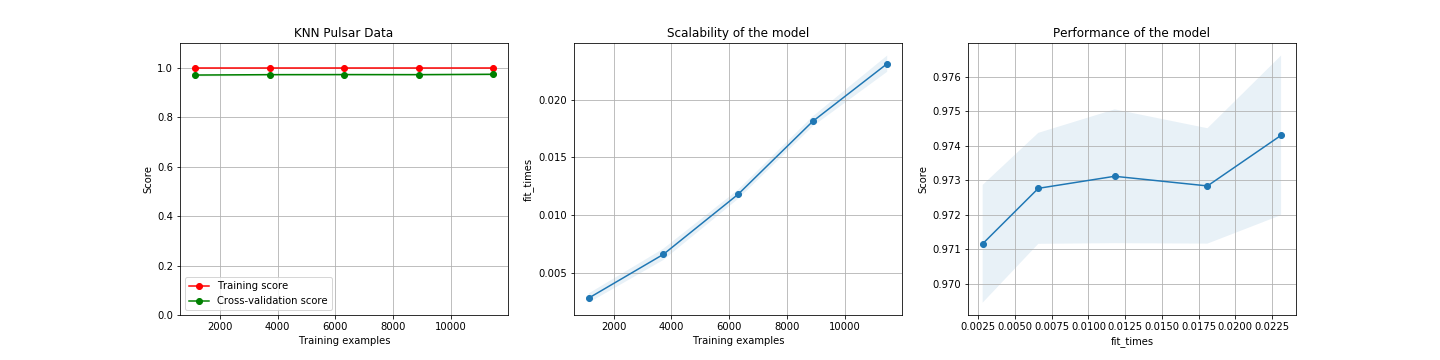 KNN Pulsar Data
Score
1.0
0.8
0.6
0.4
0.2
0.0
Training score
Cross-validation score
2000 4000 6000 8000 10000
Training examples
Scalability of the model
fit_times
0.020
0.015
0.010
0.005
2000 4000 6000 8000 10000
Training examples
Performance of the model
Score
0.976
0.975
0.974
0.973
0.972
0.971
0.970
0.0025 0.0050 0.0075 0.0100 0.0125 0.0150 0.0175 0.0200 0.0225
fit_times